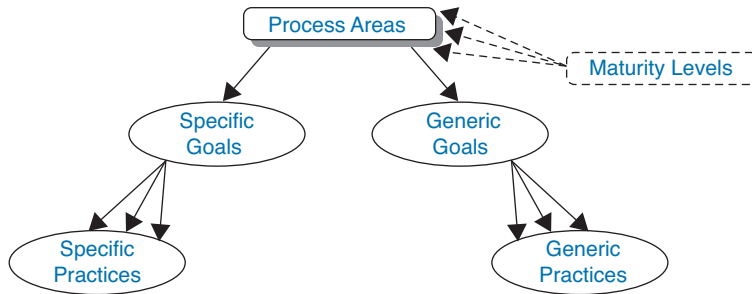 Process Areas
Maturity Levels
Specific
Goals
Generic
Goals
Specific
Practices
Generic
Practices